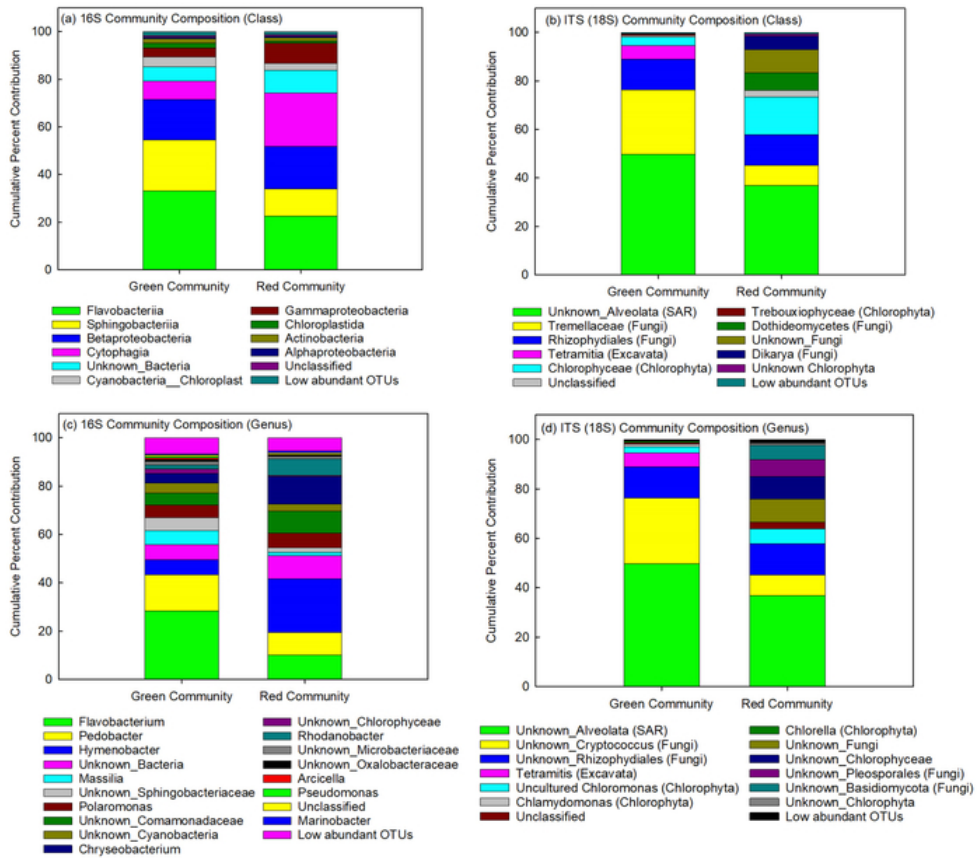 (a) 16S Community Composition (Class)
100
80
60
40
20
0
Cumulative Percent Contribution
Green Community
Red Community
Flavobacteriia
Sphingobacteriia
Betaproteobacteria
Cytophagia
Unknown_Bacteria
Cyanobacteria__Chloroplast
Gammaproteobacteria
Chloroplastida
Actinobacteria
Alphaproteobacteria
Unclassified
Low abundant OTUs
(b) ITS (18S) Community Composition (Class)
100
80
60
40
20
0
Cumulative Percent Contribution
Green Community
Red Community
Unknown_Alveolata (SAR)
Tremellaceae (Fungi)
Rhizophydiales (Fungi)
Tetramitia (Excavata)
Chlorophyceae (Chlorophyta)
Unclassified
Trebouxiophyceae (Chlorophyta)
Dothideomycetes (Fungi)
Unknown_Fungi
Dikarya (Fungi)
Unknown Chlorophyta
Low abundant OTUs
(c) 16S Community Composition (Genus)
100
80
60
40
20
0
Cumulative Percent Contribution
Green Community
Red Community
Flavobacterium
Pedobacter
Hymenobacter
Unknown_Bacteria
Massilia
Unknown_Sphingobacteriaceae
Polaromonas
Unknown_Comamonadaceae
Unknown_Cyanobacteria
Chryseobacterium
Unknown_Chlorophyceae
Rhodanobacter
Unknown_Microbacteriaceae
Unknown_Oxalobacteraceae
Arcicella
Pseudomonas
Unclassified
Marinobacter
Low abundant OTUs
(d) ITS (18S) Community Composition (Genus)
100
80
60
40
20
0
Cumulative Percent Contribution
Green Community
Red Community
Unknown_Alveolata (SAR)
Unknown_Cryptococcus (Fungi)
Unknown_Rhizophydiales (Fungi)
Tetramitis (Excavata)
Uncultured Chloromonas (Chlorophyta)
Chlamydomonas (Chlorophyta)
Unclassified
Chlorella (Chlorophyta)
Unknown_Fungi
Unknown_Chlorophyceae
Unknown_Pleosporales (Fungi)
Unknown_Basidiomycota (Fungi)
Unknown_Chlorophyta
Low abundant OTUs